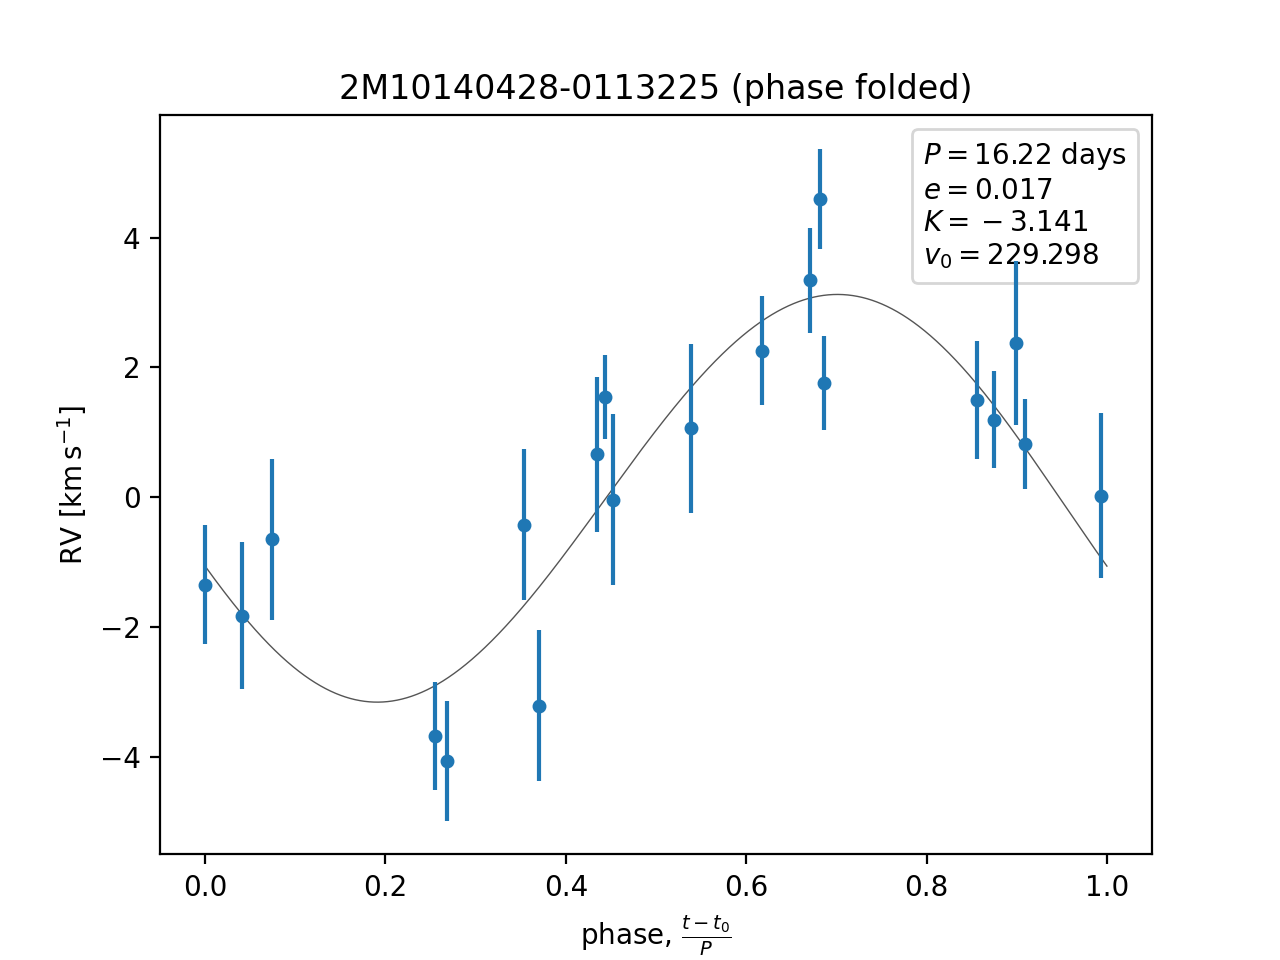 2M10140428-0113225 (phase folded)
P = 16.22 days
e = 0.017
K = −3.141
v₀ = 229.298
RV [km s⁻¹]
4
2
0
−2
−4
0.0 0.2 0.4 0.6 0.8 1.0
phase, (t − t₀)/P